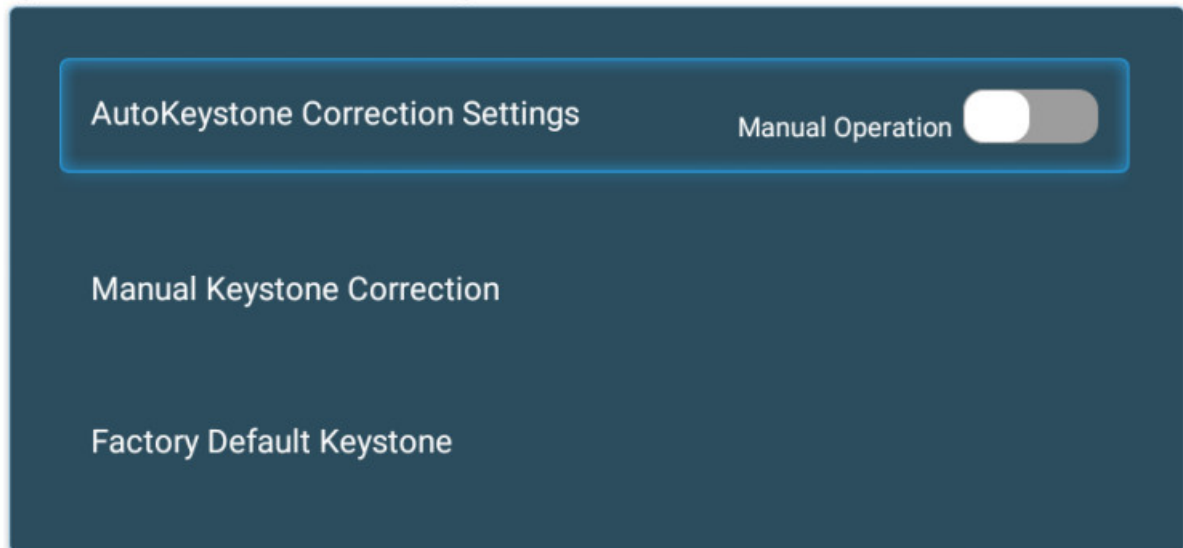 AutoKeystone Correction Settings Manual Operation
Manual Keystone Correction
Factory Default Keystone